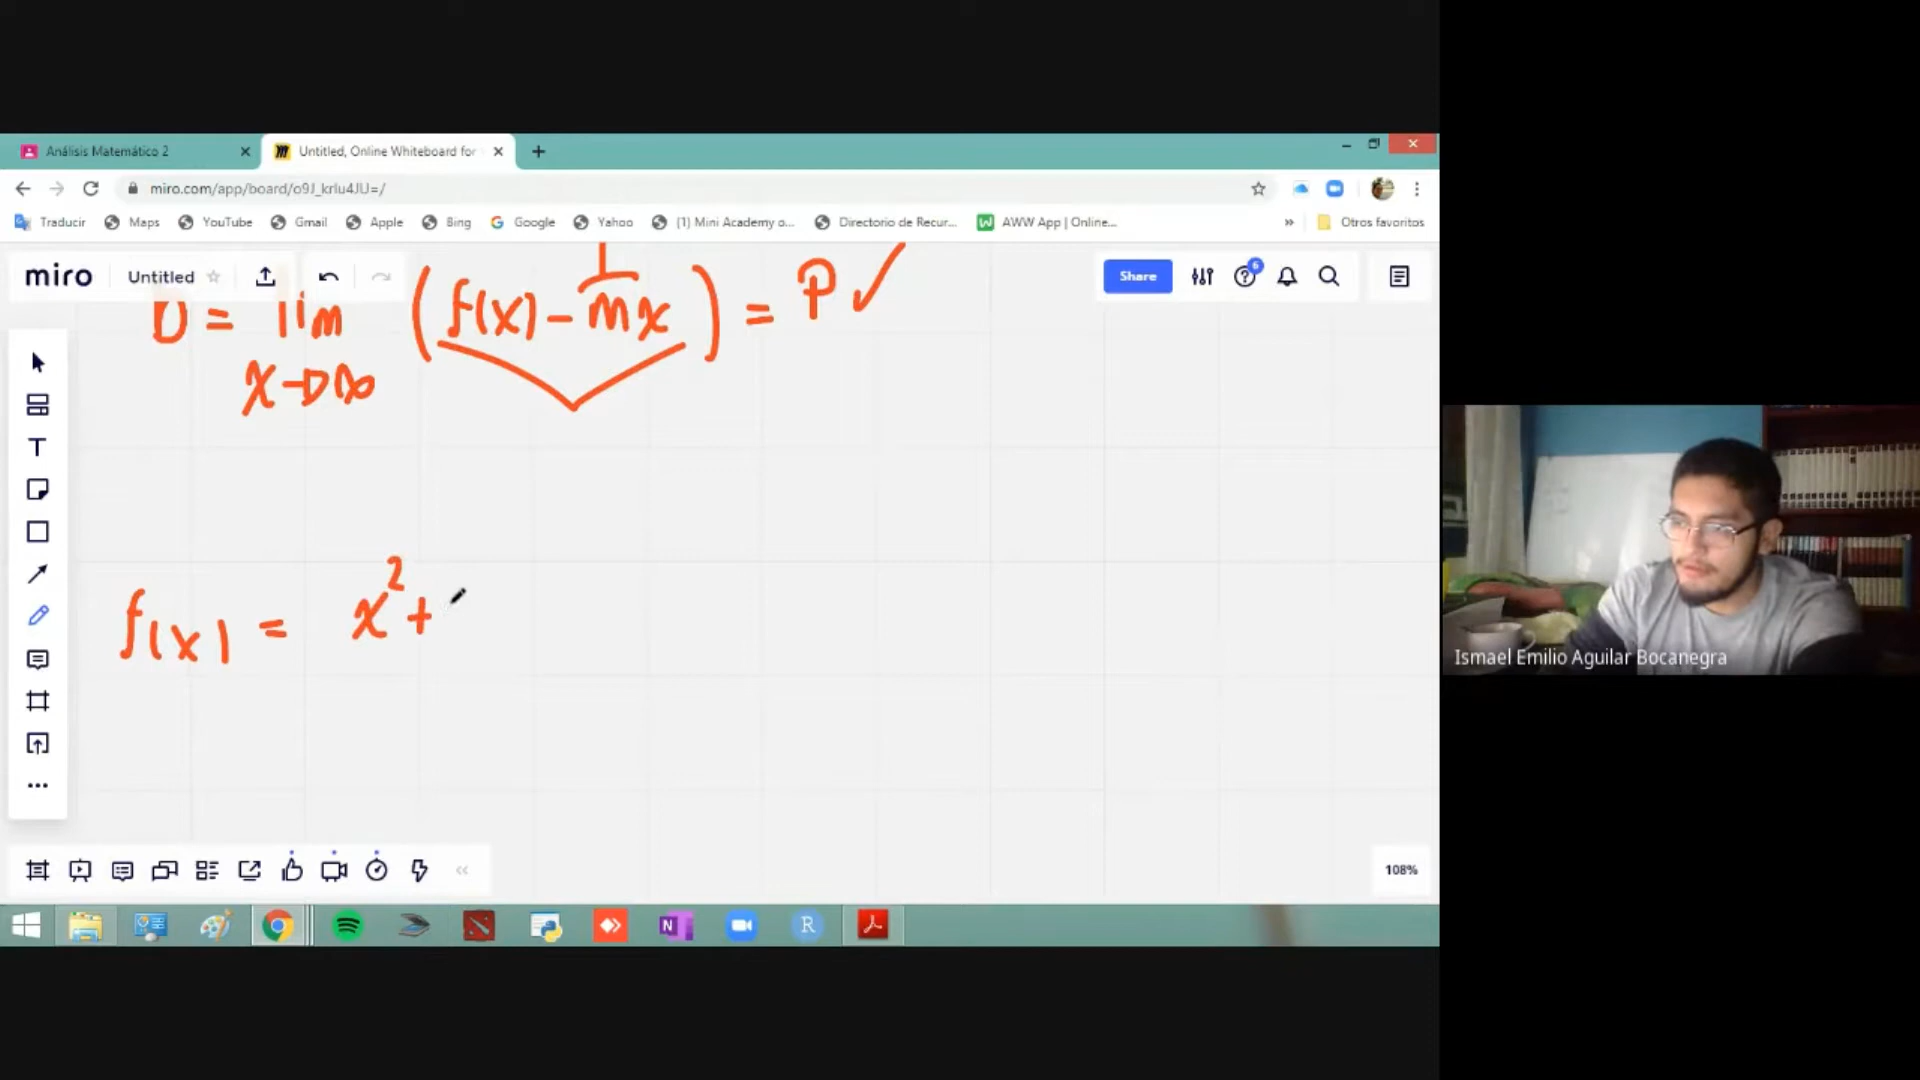 Análisis Matemático 2
Untitled, Online Whiteboard for
miro.com/app/board/o9J_krlu4JU=/
Traducir Maps YouTube Gmail Apple Bing Google Yahoo (1) Mini Academy o... Directorio de Recur... AWW App | Online... » Otros favoritos
miro Untitled Share 6
= lim (f(x) - mx) = P ✓
x→∞
f(x) = x² +
T
108%
N R
Ismael Emilio Aguilar Bocanegra